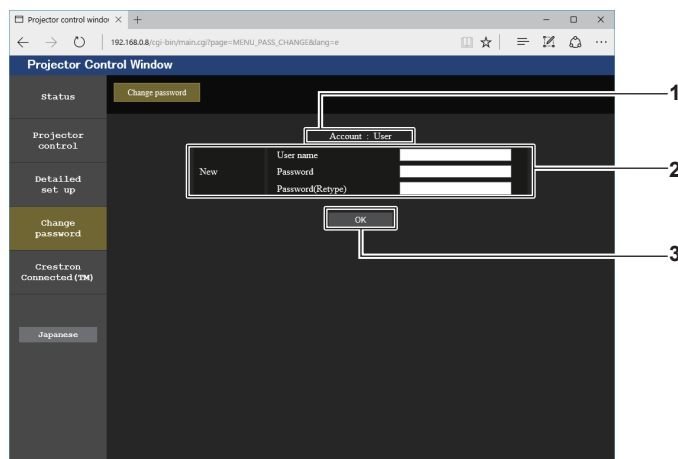 Projector control window
192.168.0.8/cgi-bin/main.cgi?page=MENU_PASS_CHANGE&lang=e
Projector Control Window
Status
Change password
1
Projector
control
Account : User
User name
New
Password
2
Password(Retype)
Detailed
set up
OK
Change
password
3
Crestron
Connected(TM)
Japanese